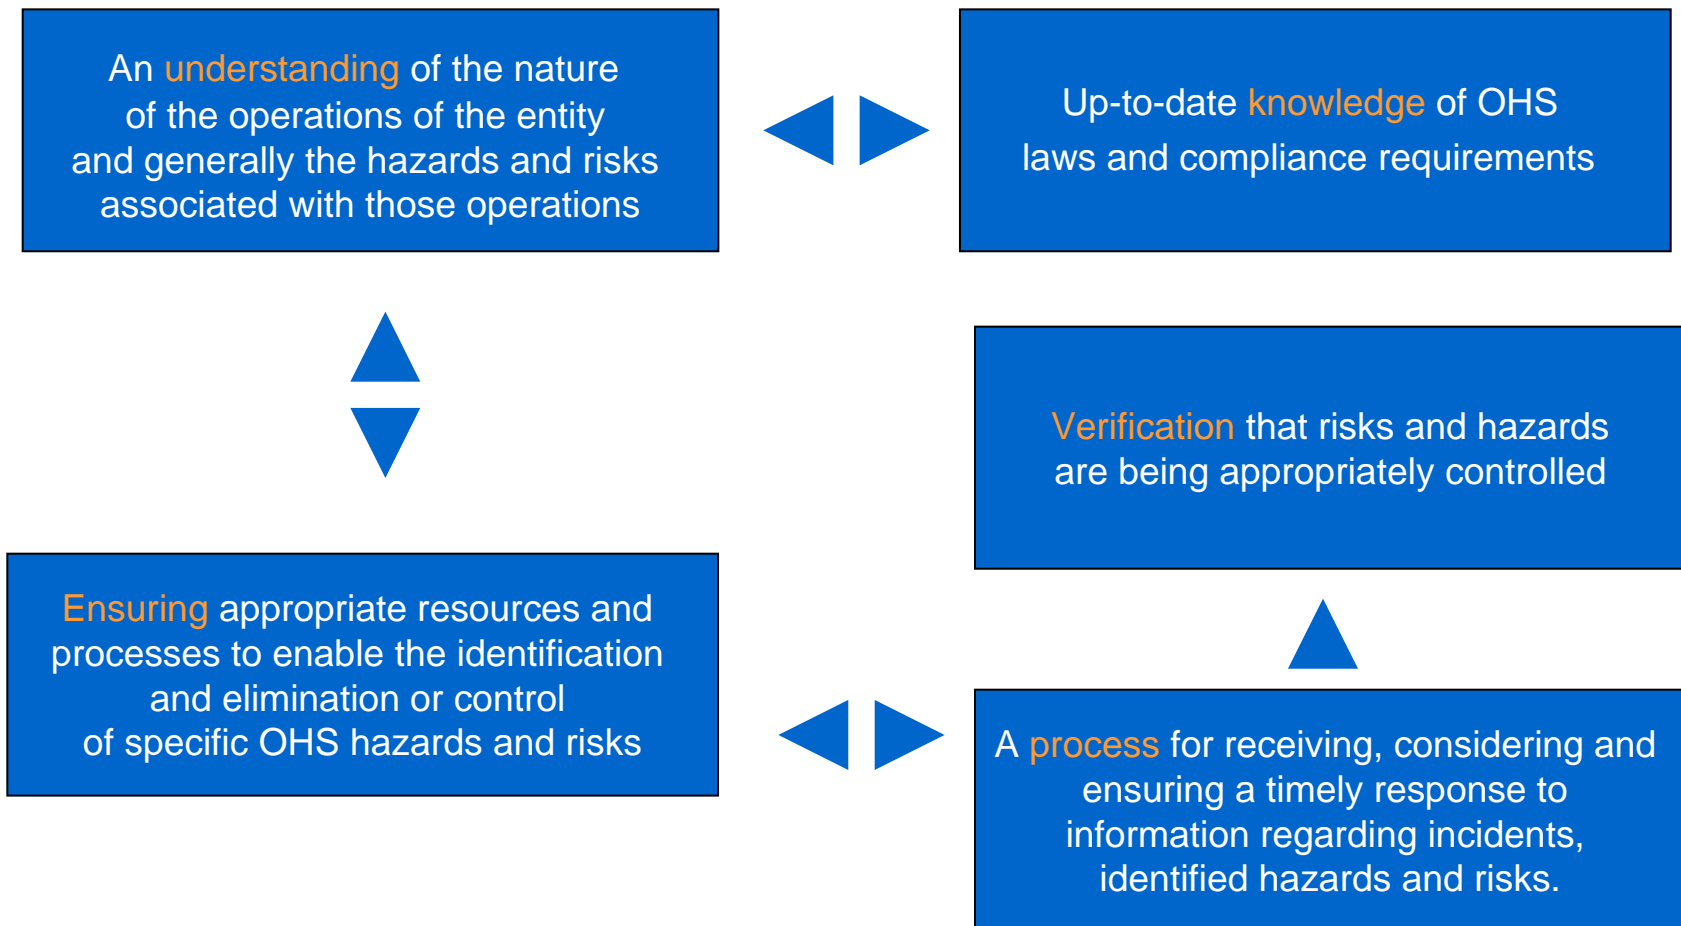 An understanding of the nature
of the operations of the entity
and generally the hazards and risks
associated with those operations
Up-to-date knowledge of OHS
laws and compliance requirements
Verification that risks and hazards
are being appropriately controlled
Ensuring appropriate resources and
processes to enable the identification
and elimination or control
of specific OHS hazards and risks
A process for receiving, considering and
ensuring a timely response to
information regarding incidents,
identified hazards and risks.